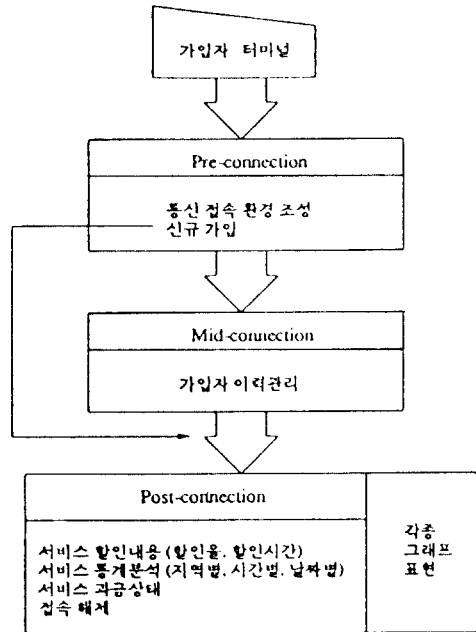 가입자 터미널
Pre-connection
통신 접속 환경 조성
신규 가입
Mid-connection
가입자 이력관리
Post-connection
서비스 할인내용 (할인율, 할인시간)
서비스 통계분석 (지역별, 시간별, 날짜별)
서비스 과금상태
접속 해제
각종
그래프
표현